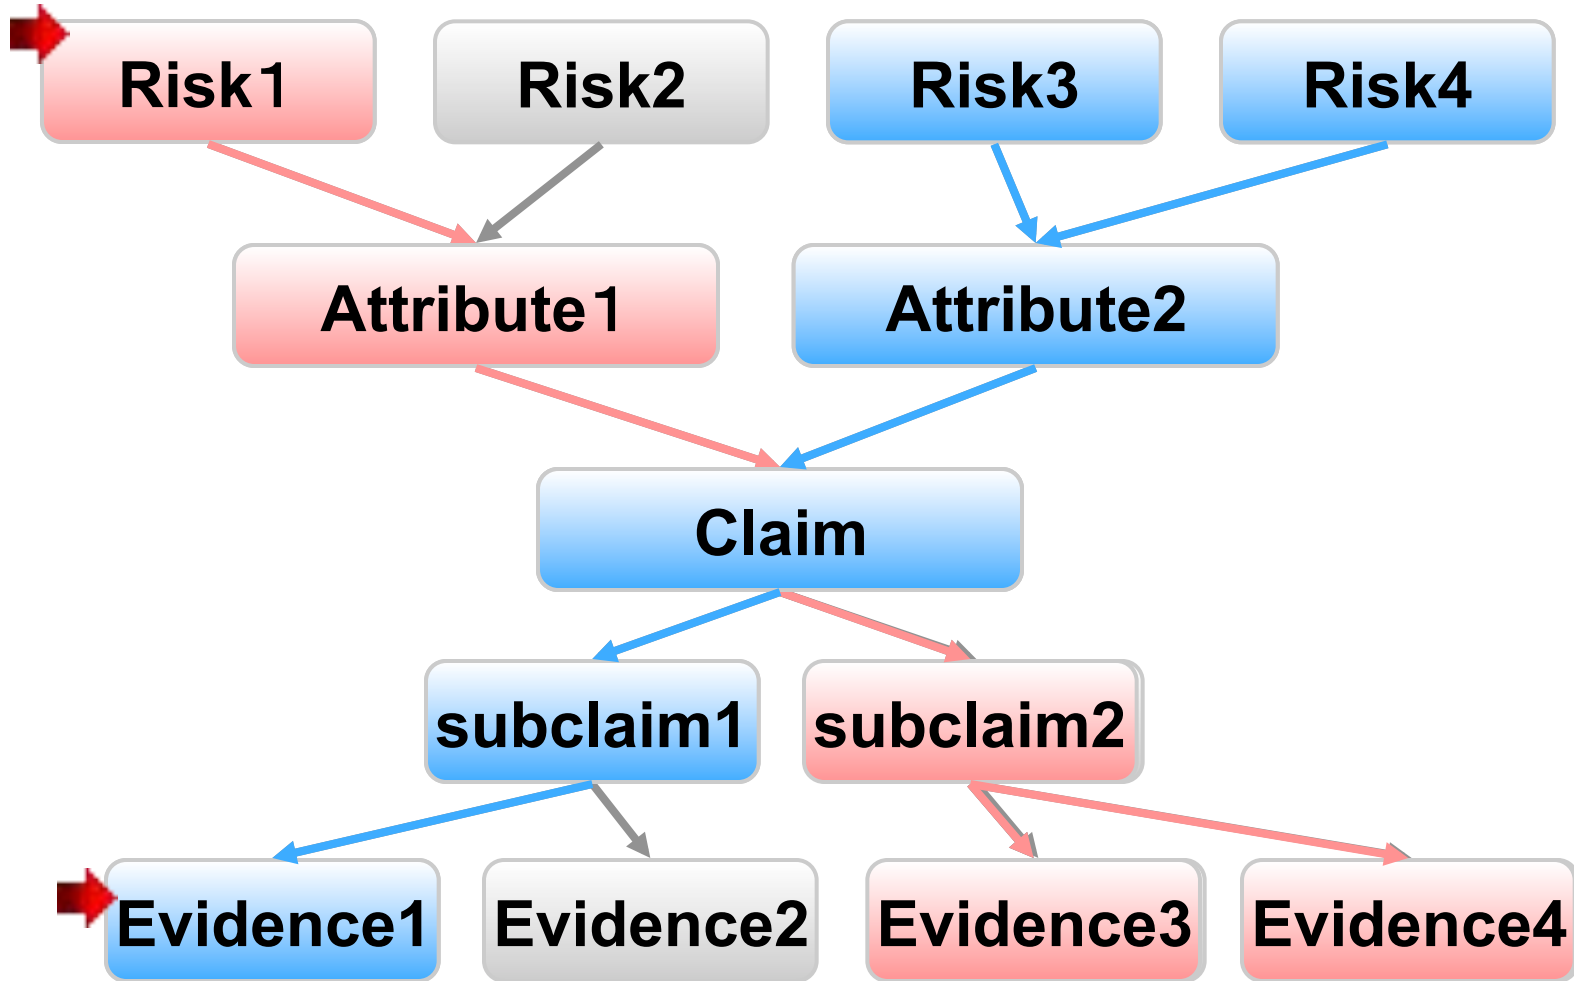 Risk1
Risk2
Risk3
Risk4
Attribute1
Attribute2
Claim
subclaim1
subclaim2
Evidence1
Evidence2
Evidence3
Evidence4